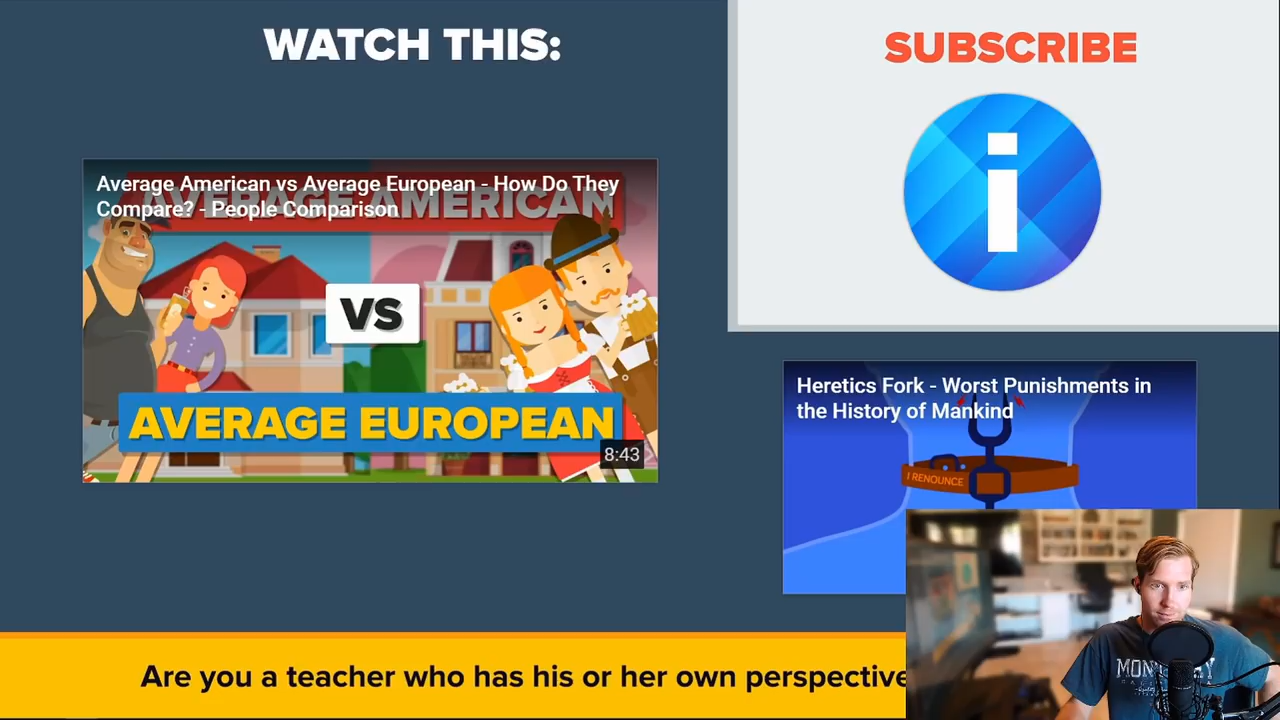 WATCH THIS:
SUBSCRIBE
i
Average American vs Average European - How Do They
Compare? - People Comparison
AVERAGE AMERICAN
VS
AVERAGE EUROPEAN
8:43
Heretics Fork - Worst Punishments in
the History of Mankind
I RENOUNCE
Are you a teacher who has his or her own perspective